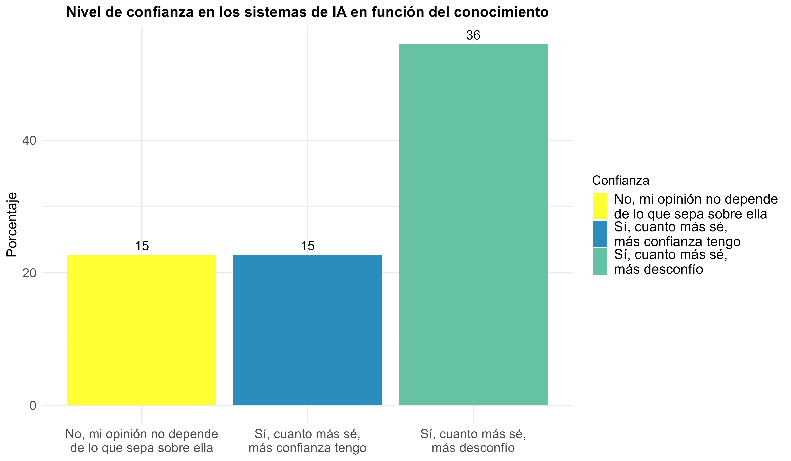 Nivel de confianza en los sistemas de IA en función del conocimiento
36
15
15
40
20
0
Porcentaje
No, mi opinión no depende
de lo que sepa sobre ella
Sí, cuanto más sé,
más confianza tengo
Sí, cuanto más sé,
más desconfío
Confianza
No, mi opinión no depende
de lo que sepa sobre ella
Sí, cuanto más sé,
más confianza tengo
Sí, cuanto más sé,
más desconfío